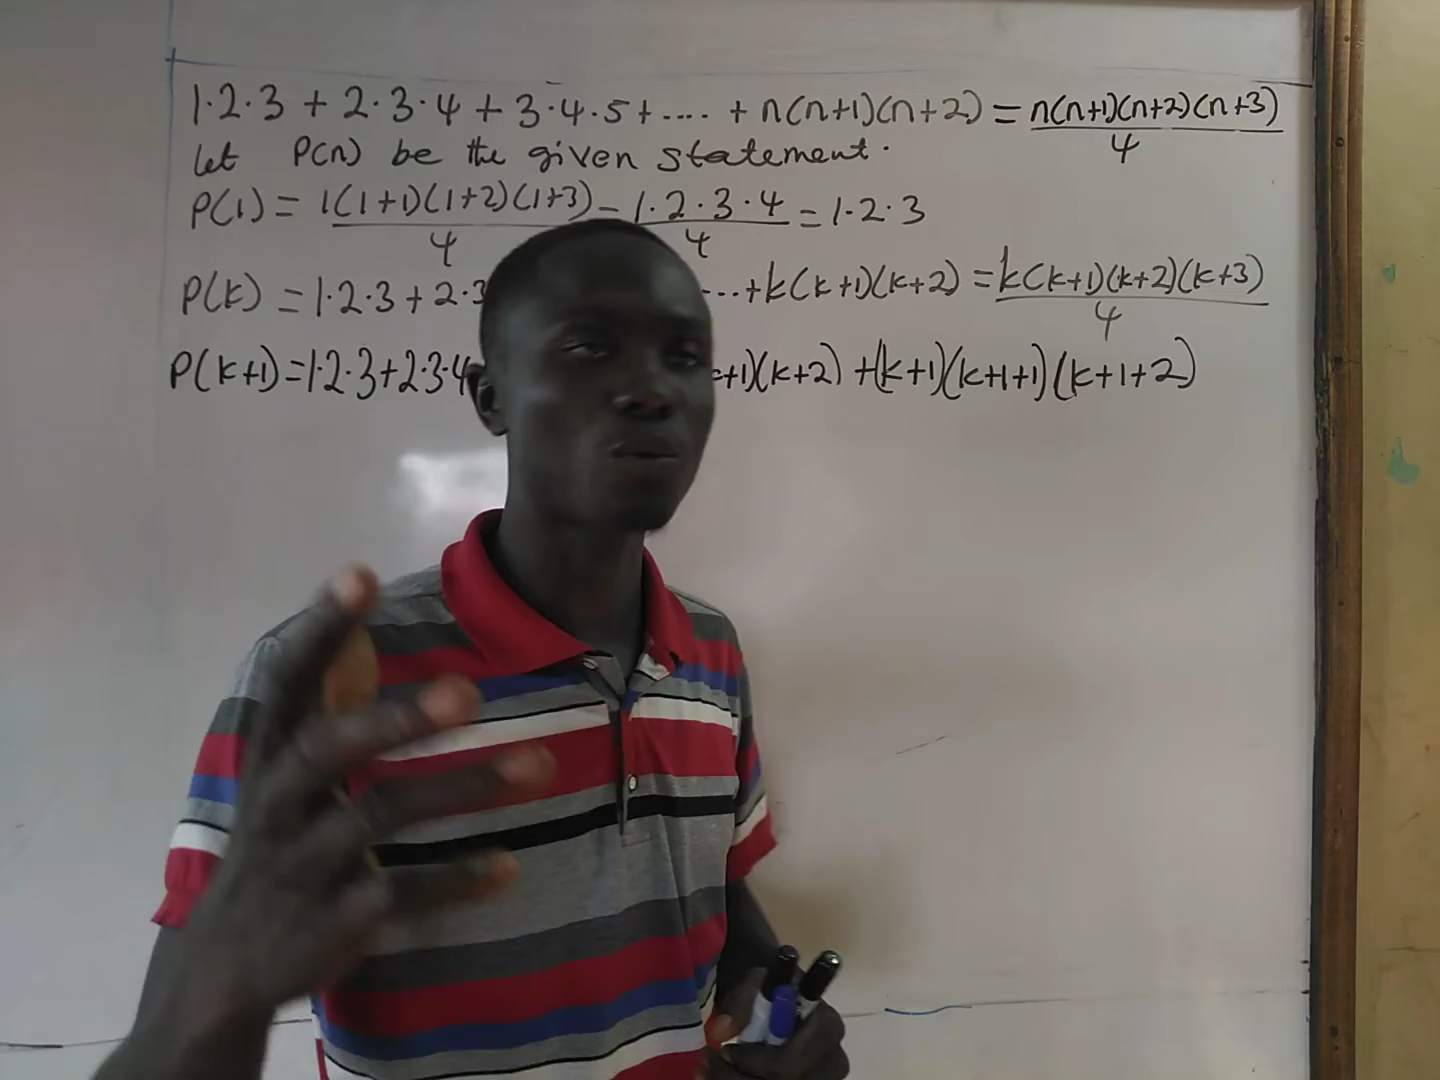 1·2·3 + 2·3·4 + 3·4·5 + .... + n(n+1)(n+2) = n(n+1)(n+2)(n+3)/4
let P(n) be the given statement.
P(1) = 1(1+1)(1+2)(1+3)/4 = 1·2·3·4/4 = 1·2·3
P(k) = 1·2·3 + 2·3 ...+k(k+1)(k+2) = k(k+1)(k+2)(k+3)/4
P(k+1)=1·2·3+2·3·4 +1)(k+2) +(k+1)(k+1+1)(k+1+2)